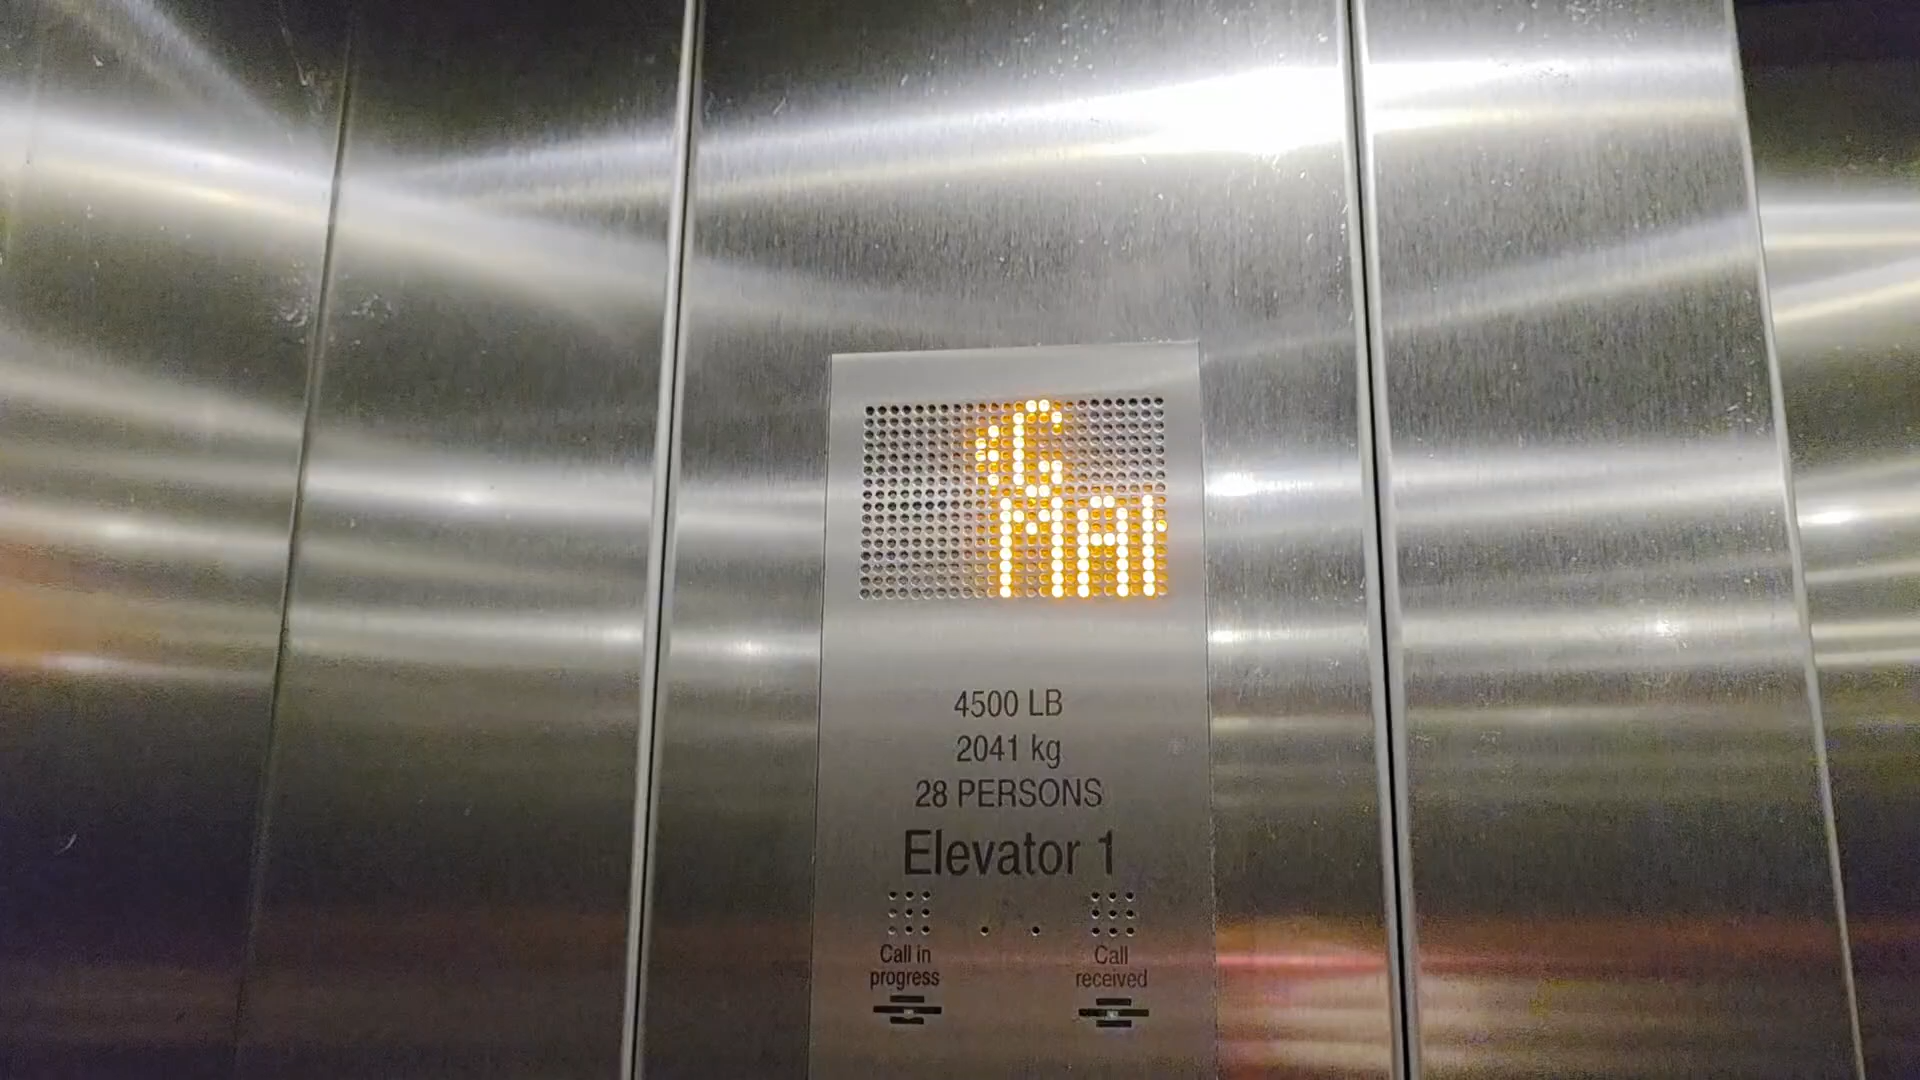 4500 LB
2041 kg
28 PERSONS
Elevator 1
Call in
progress
Call
received